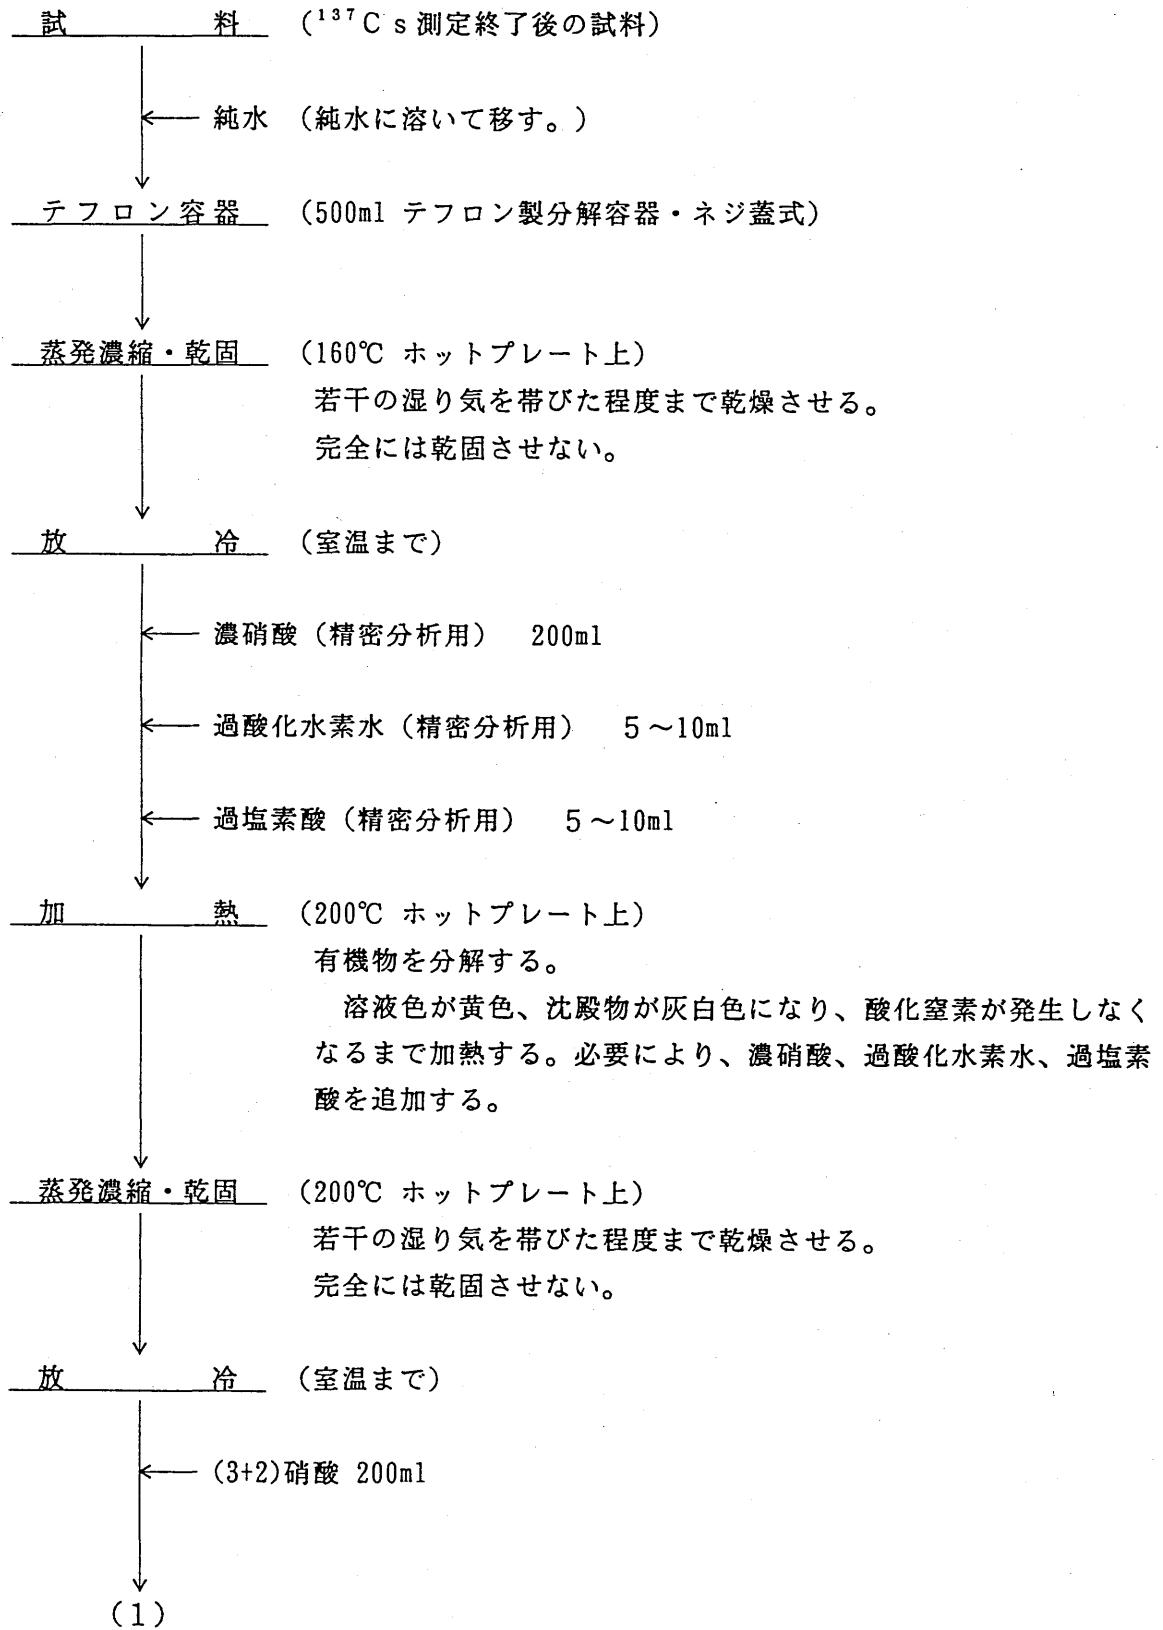 試　　　料　(¹³⁷Cs測定終了後の試料)
純水　(純水に溶いて移す。)
テフロン容器　(500ml テフロン製分解容器・ネジ蓋式)
蒸発濃縮・乾固　(160℃ ホットプレート上)
若干の湿り気を帯びた程度まで乾燥させる。
完全には乾固させない。
放　　　冷　(室温まで)
濃硝酸 (精密分析用)　200ml
過酸化水素水 (精密分析用)　5～10ml
過塩素酸 (精密分析用)　5～10ml
加　　　熱　(200℃ ホットプレート上)
有機物を分解する。
溶液色が黄色、沈殿物が灰白色になり、酸化窒素が発生しなく
なるまで加熱する。必要により、濃硝酸、過酸化水素水、過塩素
酸を追加する。
蒸発濃縮・乾固　(200℃ ホットプレート上)
若干の湿り気を帯びた程度まで乾燥させる。
完全には乾固させない。
放　　　冷　(室温まで)
(3+2)硝酸 200ml
(1)